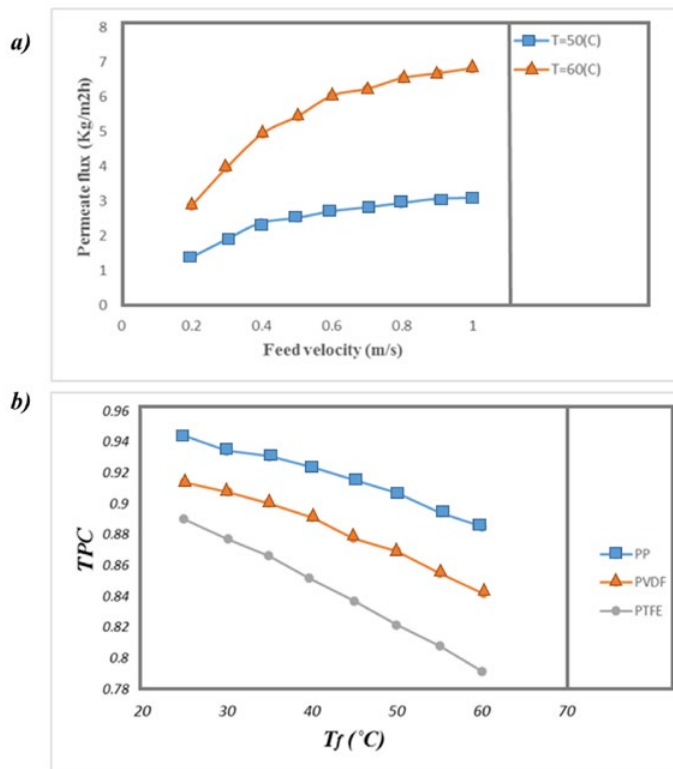 a)
Permeate flux (Kg/m2h)
8
7
6
5
4
3
2
1
0
0 0.2 0.4 0.6 0.8 1
Feed velocity (m/s)
T=50(C)
T=60(C)
b)
TPC
0.96
0.94
0.92
0.9
0.88
0.86
0.84
0.82
0.8
0.78
20 30 40 50 60 70
Tf (˚C)
PP
PVDF
PTFE